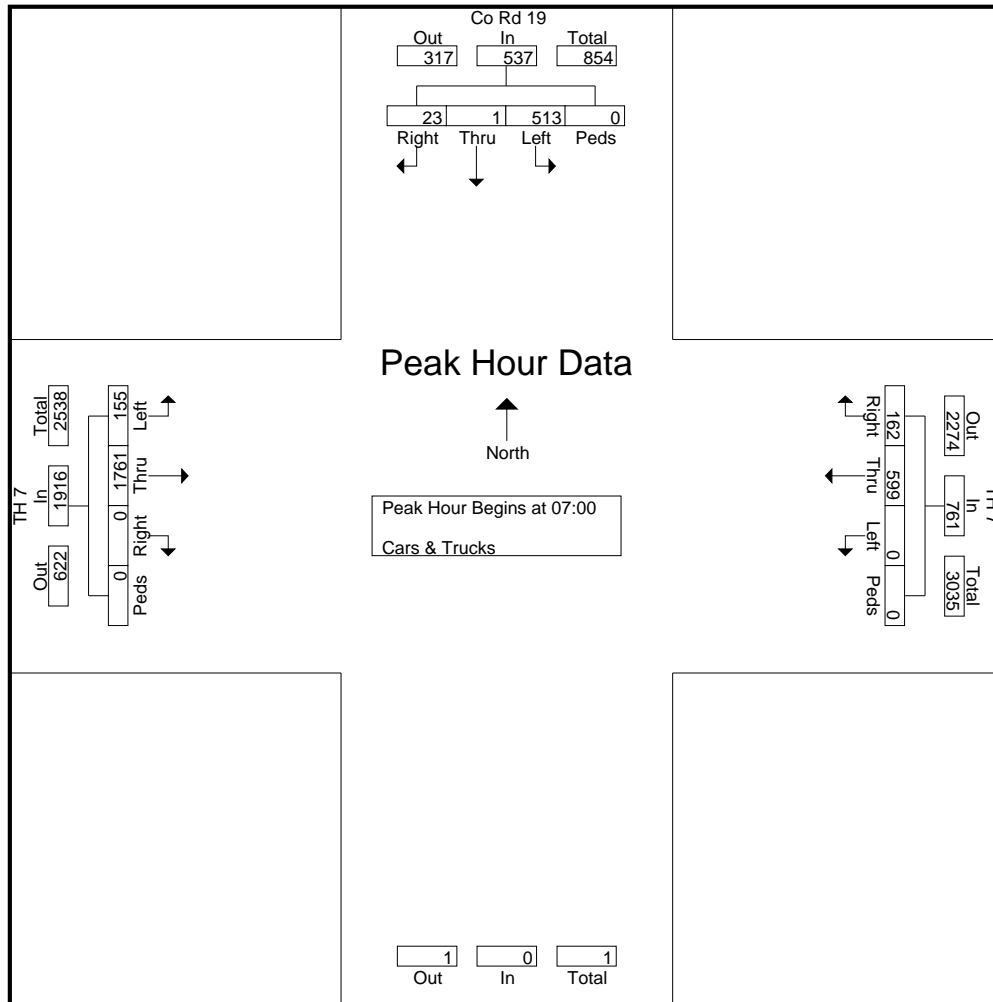 Co Rd 19
Out In Total
317 537 854
23 1 513 0
Right Thru Left Peds
Peak Hour Data
North
Peak Hour Begins at 07:00
Cars & Trucks
TH 7
Total In Out
2538 1916 622
155 1761 0 0
Left Thru Right Peds
TH 7
Out In Total
2274 761 3035
162 599 0 0
Right Thru Left Peds
1 0 1
Out In Total